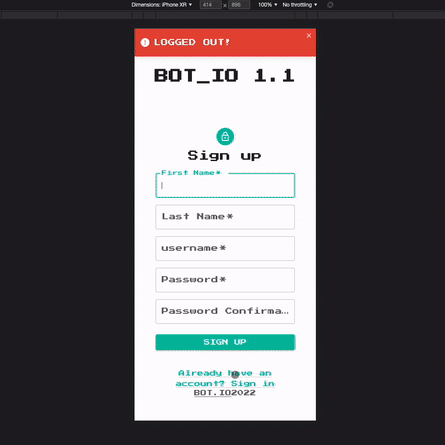 Dimensions: iPhone XR ▼ 414 x 896 100% ▼ No throttling ▼
LOGGED OUT!
BOT_IO 1.1
Sign up
First Name*
Last Name*
username*
Password*
Password Confirma…
SIGN UP
Already have an
account? Sign in
BOT.IO2022